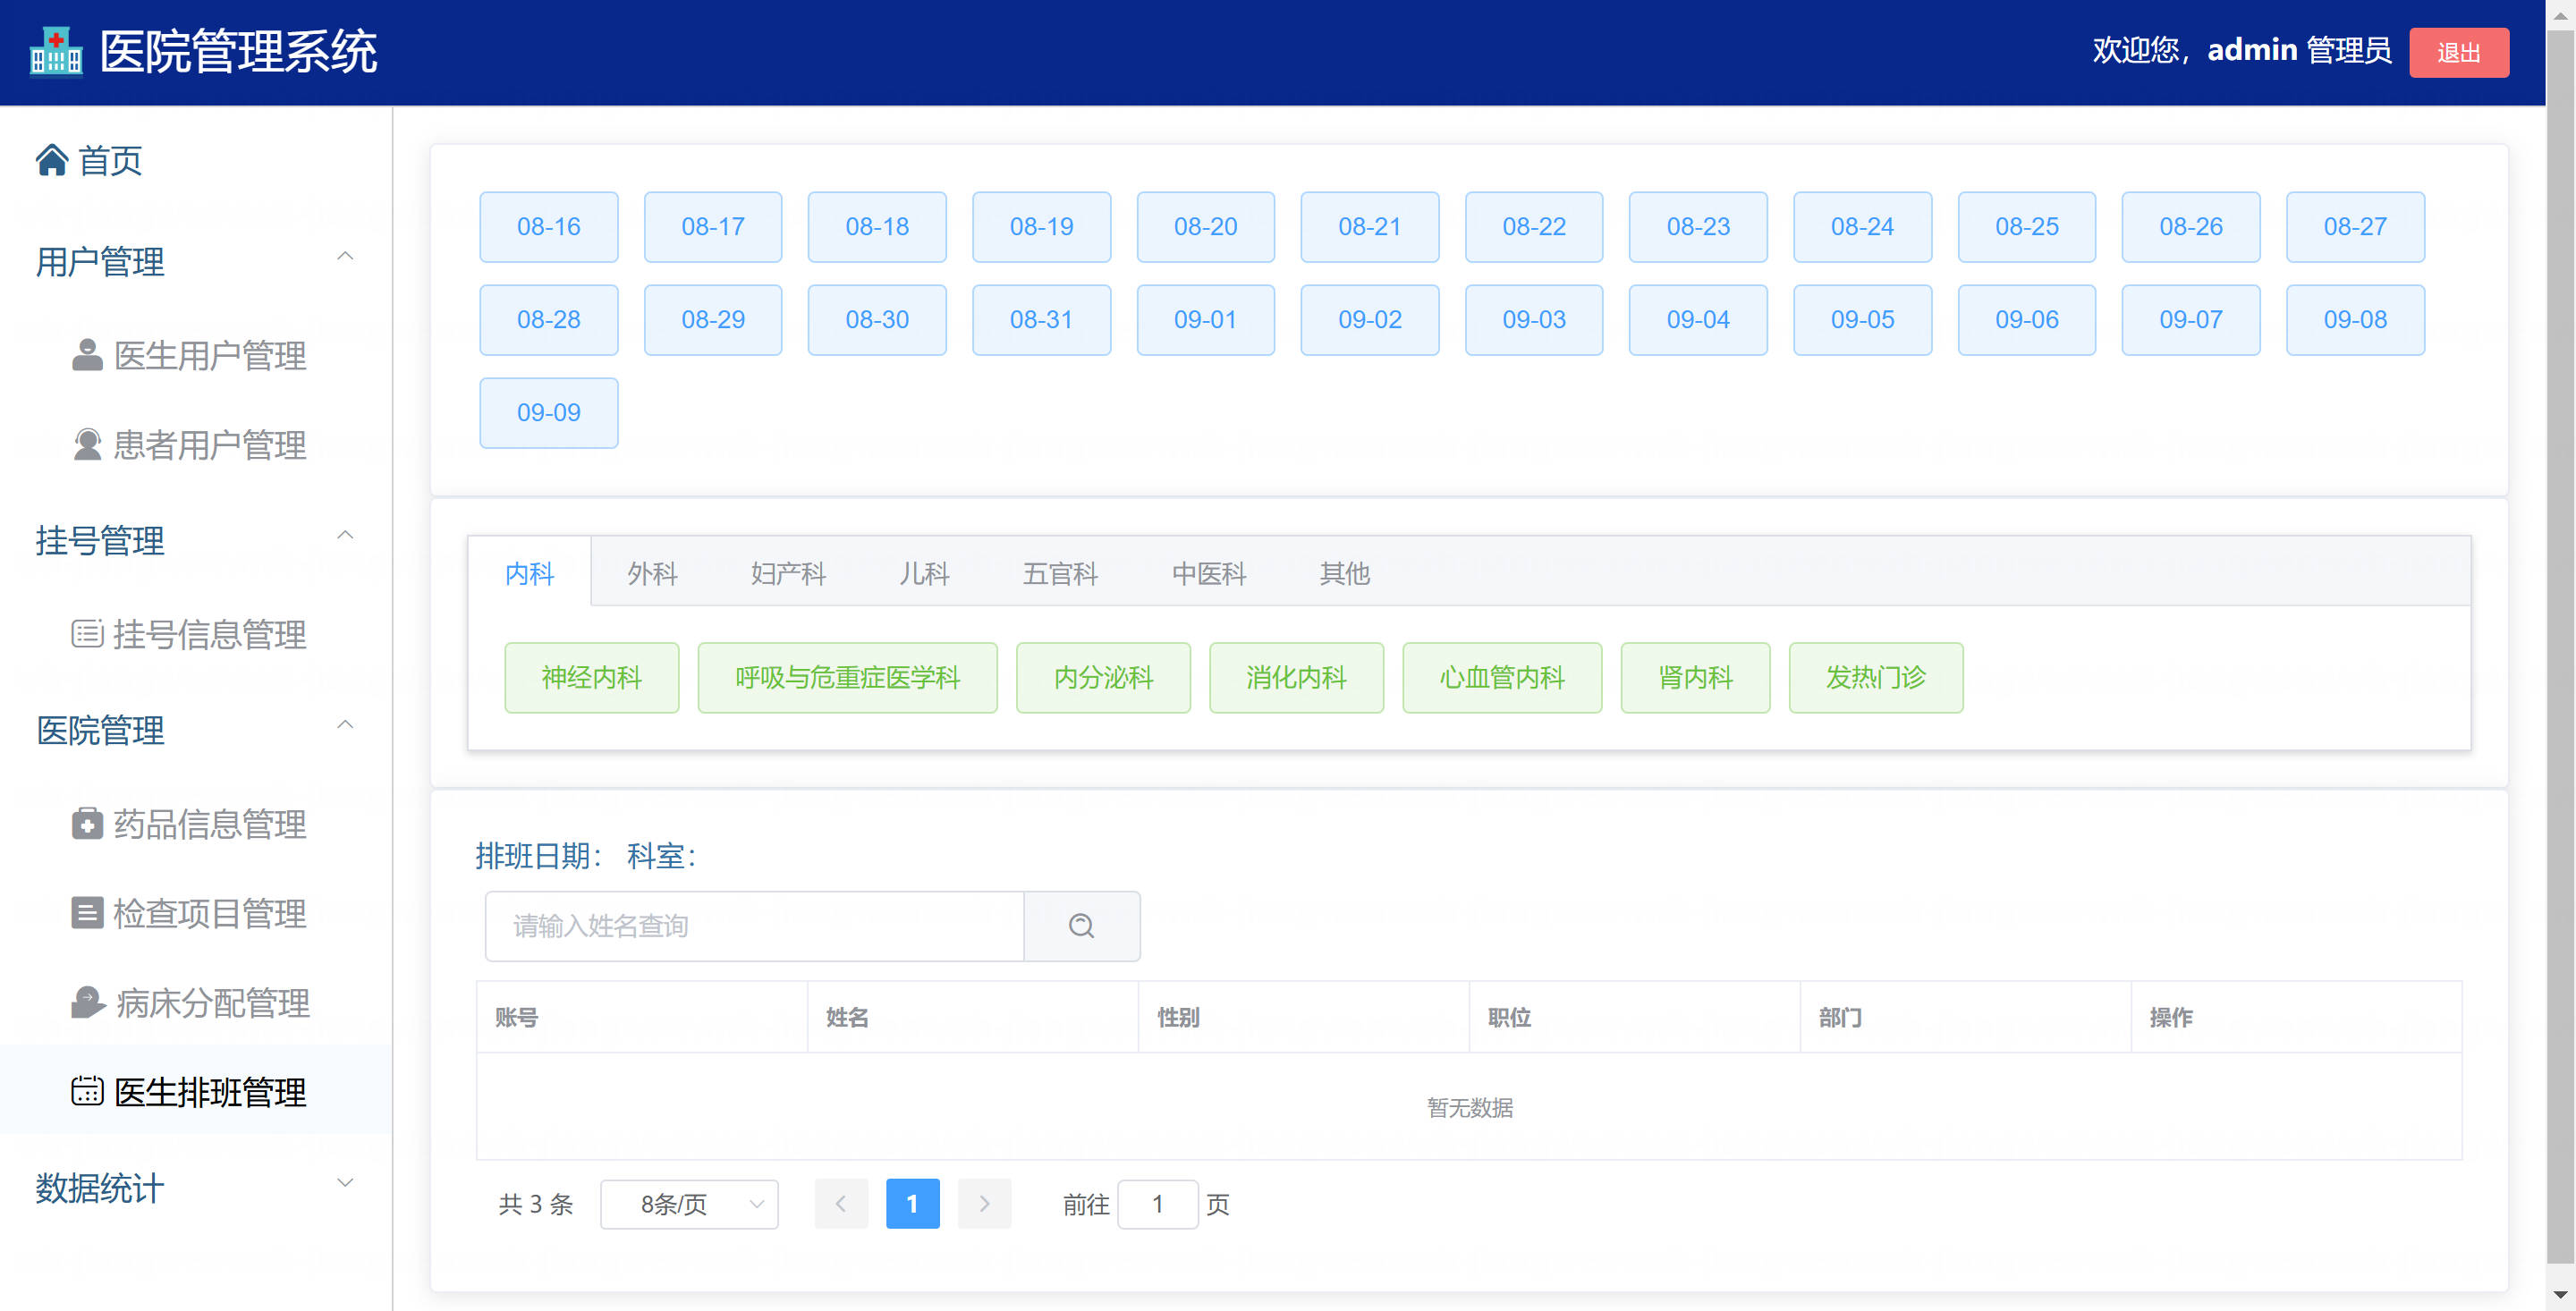 医院管理系统
欢迎您，admin 管理员 退出
首页
用户管理
医生用户管理
患者用户管理
挂号管理
挂号信息管理
医院管理
药品信息管理
检查项目管理
病床分配管理
医生排班管理
数据统计
08-16 08-17 08-18 08-19 08-20 08-21 08-22 08-23 08-24 08-25 08-26 08-27
08-28 08-29 08-30 08-31 09-01 09-02 09-03 09-04 09-05 09-06 09-07 09-08
09-09
内科 外科 妇产科 儿科 五官科 中医科 其他
神经内科 呼吸与危重症医学科 内分泌科 消化内科 心血管内科 肾内科 发热门诊
排班日期： 科室：
请输入姓名查询
账号 姓名 性别 职位 部门 操作
暂无数据
共 3 条 8条/页 1 前往 1 页